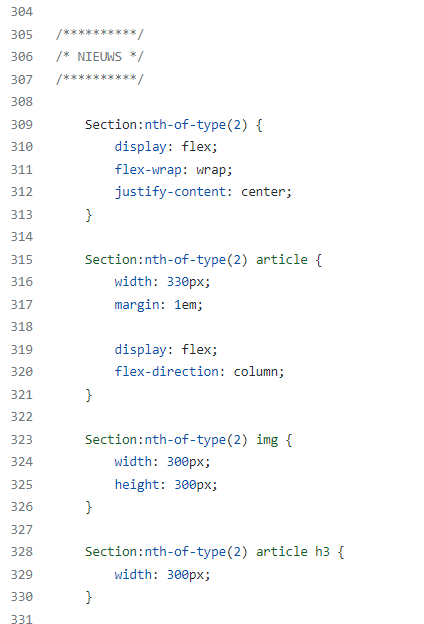 304
305 /**********/
306 /* NIEUWS */
307 /**********/
308
309 Section:nth-of-type(2) {
310 display: flex;
311 flex-wrap: wrap;
312 justify-content: center;
313 }
314
315 Section:nth-of-type(2) article {
316 width: 330px;
317 margin: 1em;
318
319 display: flex;
320 flex-direction: column;
321 }
322
323 Section:nth-of-type(2) img {
324 width: 300px;
325 height: 300px;
326 }
327
328 Section:nth-of-type(2) article h3 {
329 width: 300px;
330 }
331